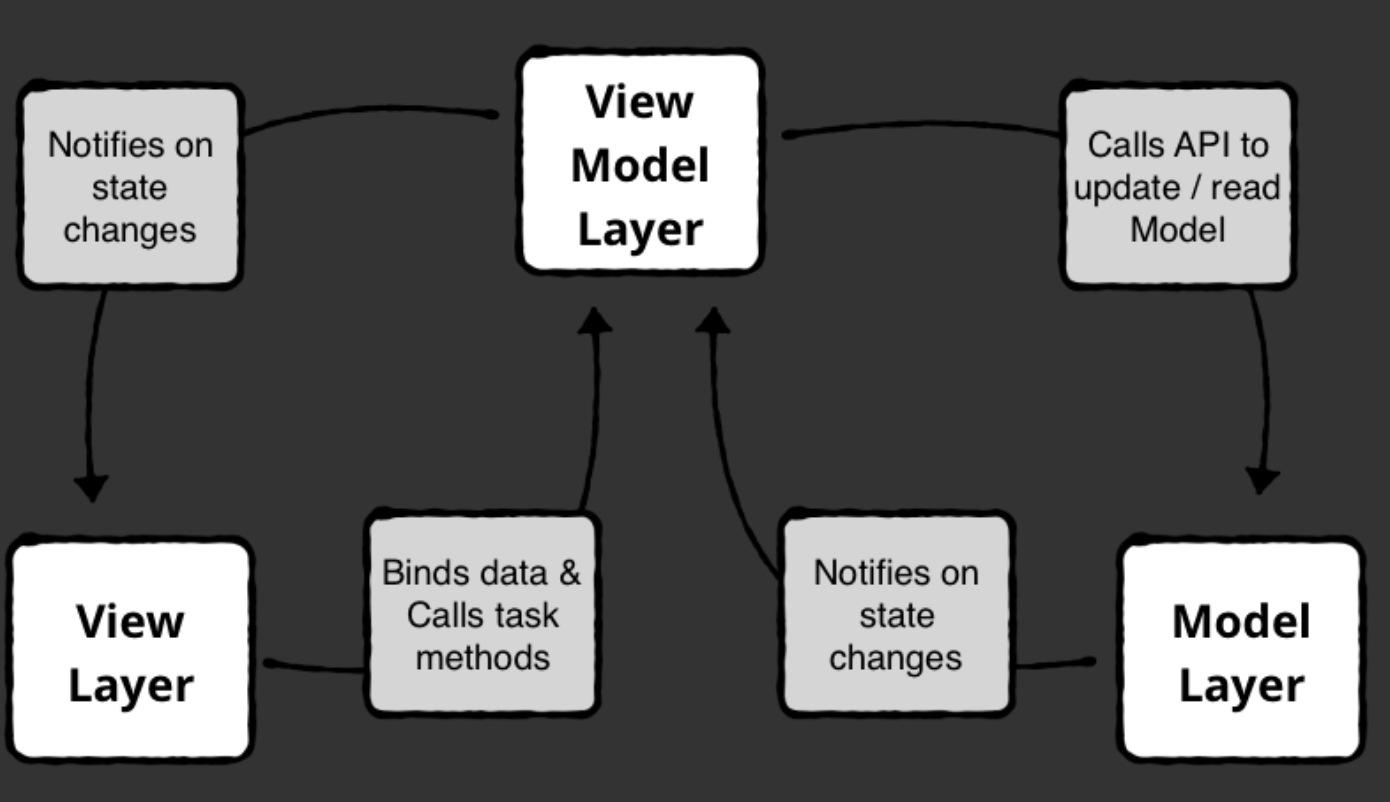 View
Model
Layer
Notifies on
state
changes
Calls API to
update / read
Model
Binds data &
Calls task
methods
Notifies on
state
changes
View
Layer
Model
Layer